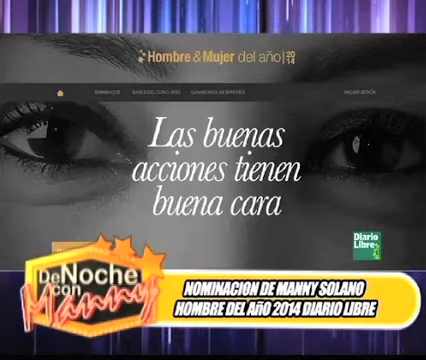 Hombre & Mujer del año | 2014
NOMINADOS BASES DEL CONCURSO GANADORES ANTERIORES INICIAR SESIÓN
Las buenas
acciones tienen
buena cara
Diario
Libre
De Noche
con
Manny
NOMINACION DE MANNY SOLANO
HOMBRE DEL AÑO 2014 DIARIO LIBRE